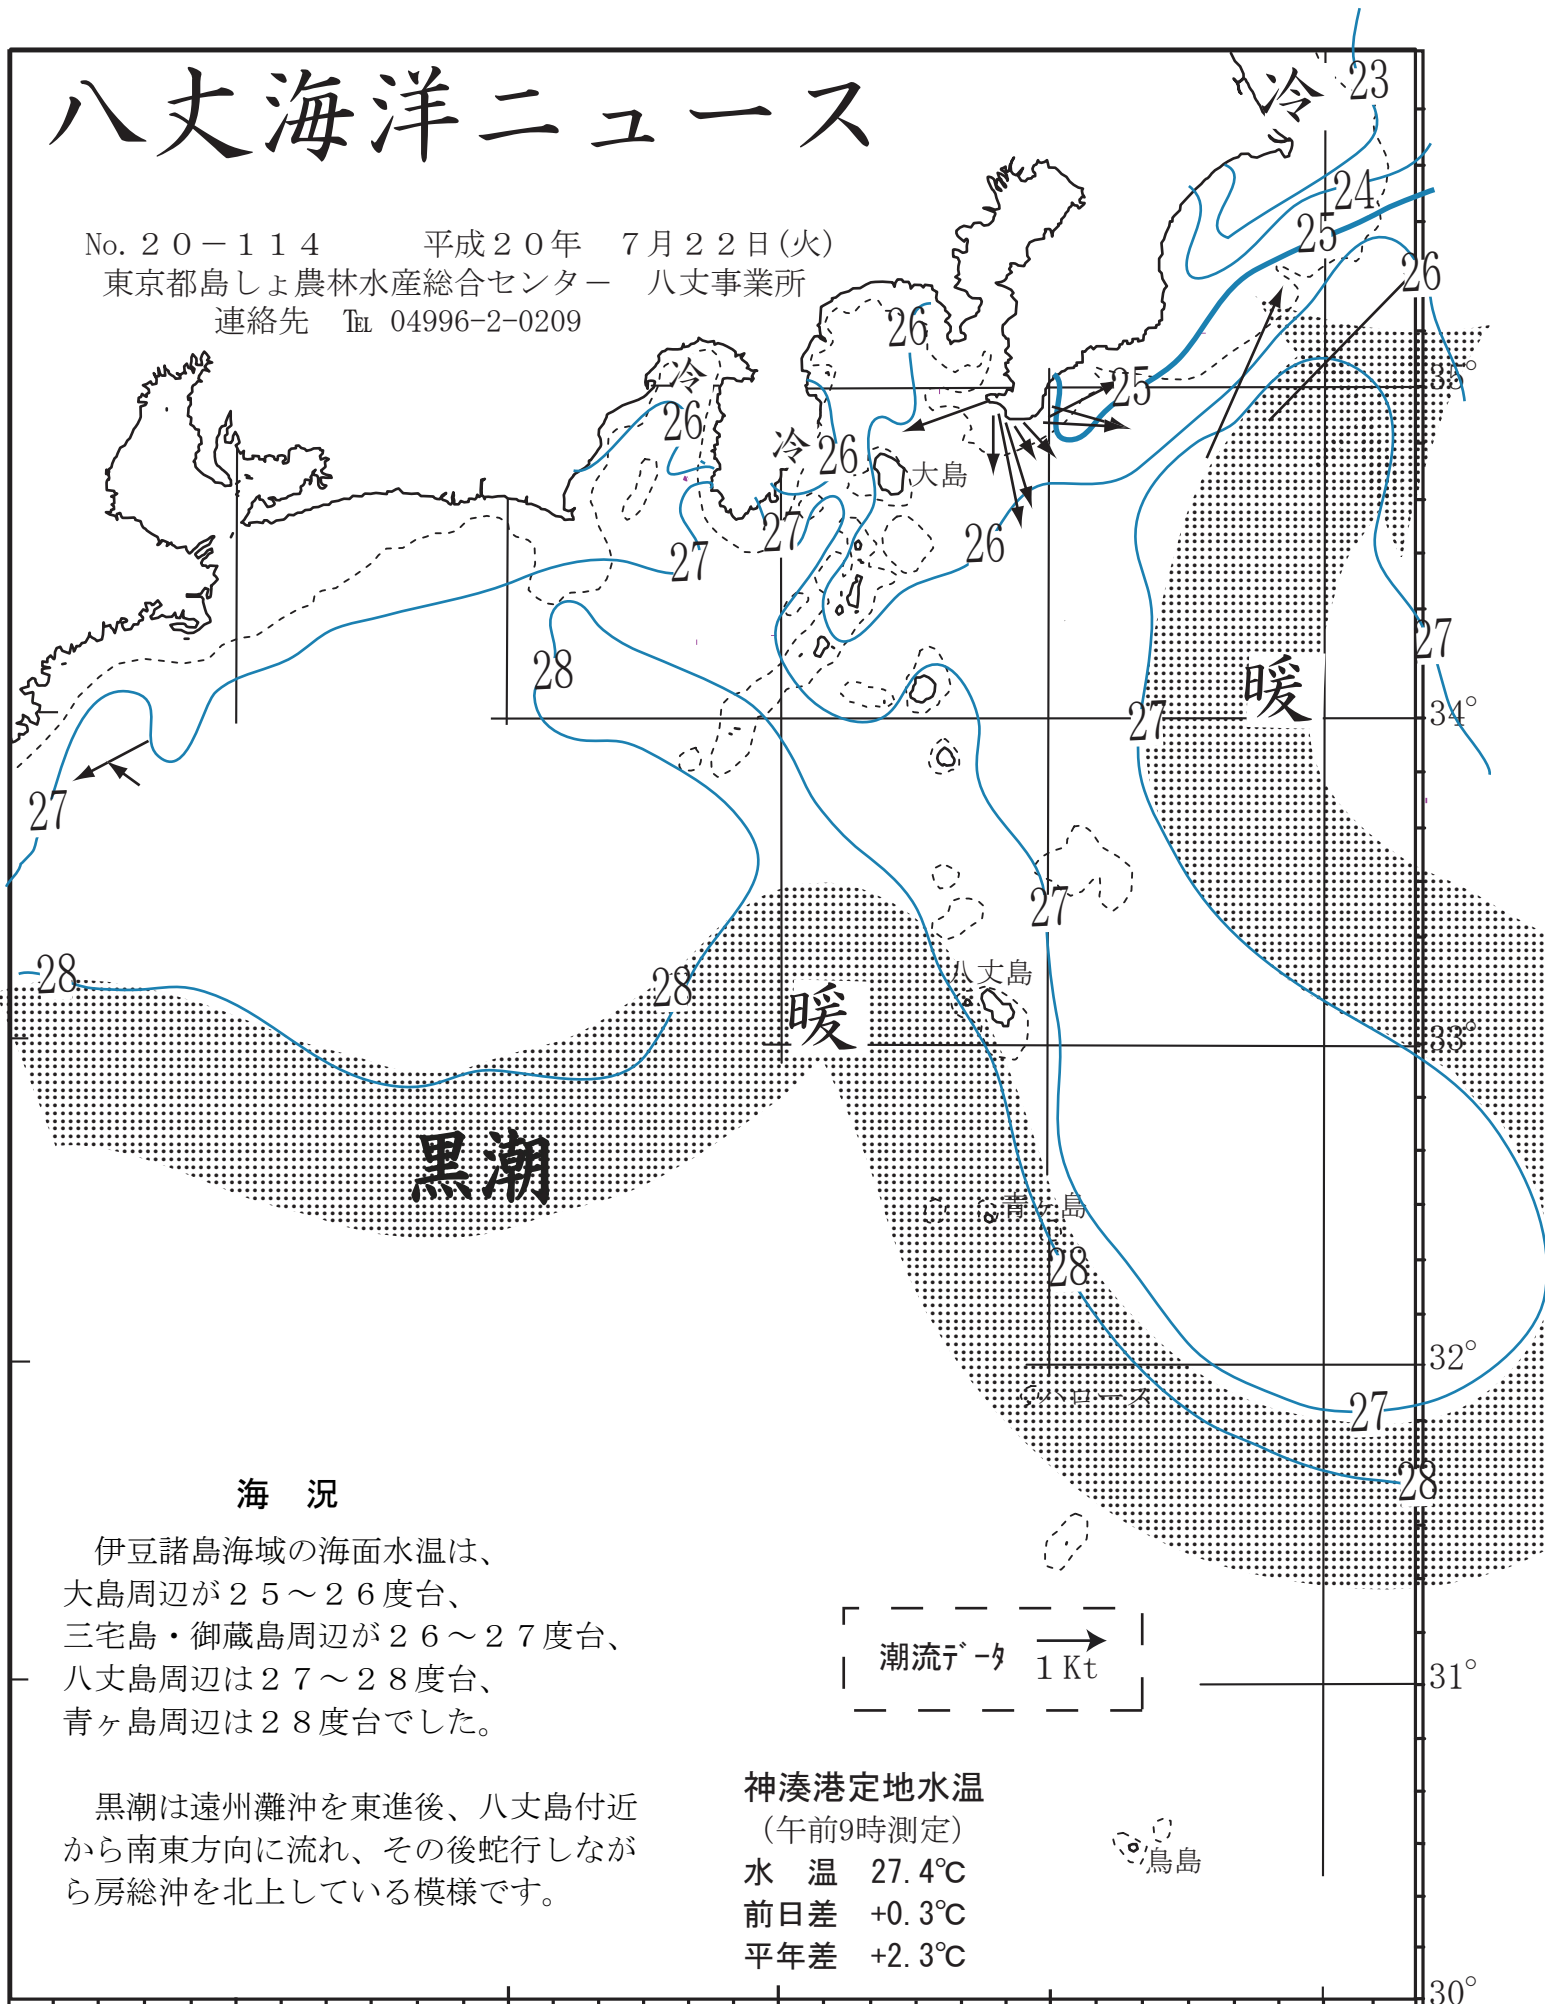 八丈海洋ニュース
No. ２０－１１４　平成２０年　７月２２日(火)
東京都島しょ農林水産総合センタ－　八丈事業所
連絡先　℡ 04996-2-0209
冷
23
24
25
26
26
冷
26
冷
26
25
35°
大島
26
27
27
28
27
暖
27
34°
27
27
八丈島
28
28
暖
33°
黒潮
青ヶ島
28
32°
ベヨネース
27
28
海　況
伊豆諸島海域の海面水温は、
大島周辺が２５～２６度台、
三宅島・御蔵島周辺が２６～２７度台、
八丈島周辺は２７～２８度台、
青ヶ島周辺は２８度台でした。
黒潮は遠州灘沖を東進後、八丈島付近
から南東方向に流れ、その後蛇行しなが
ら房総沖を北上している模様です。
潮流ﾃﾞｰﾀ
１Kt
31°
神湊港定地水温
（午前9時測定）
水　温　27.4℃
前日差　+0.3℃
平年差　+2.3℃
鳥島
30°